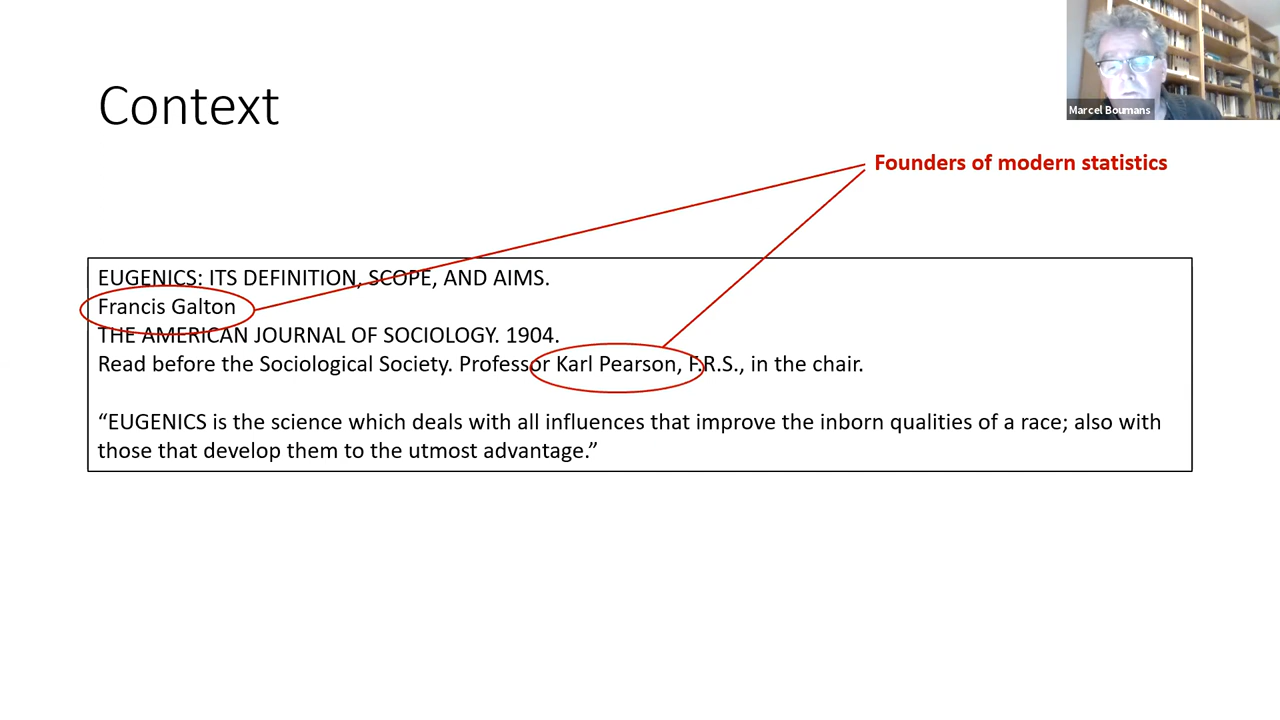 Context
Marcel Boumans
Founders of modern statistics
EUGENICS: ITS DEFINITION, SCOPE, AND AIMS.
Francis Galton
THE AMERICAN JOURNAL OF SOCIOLOGY. 1904.
Read before the Sociological Society. Professor Karl Pearson, F.R.S., in the chair.
“EUGENICS is the science which deals with all influences that improve the inborn qualities of a race; also with
those that develop them to the utmost advantage.”